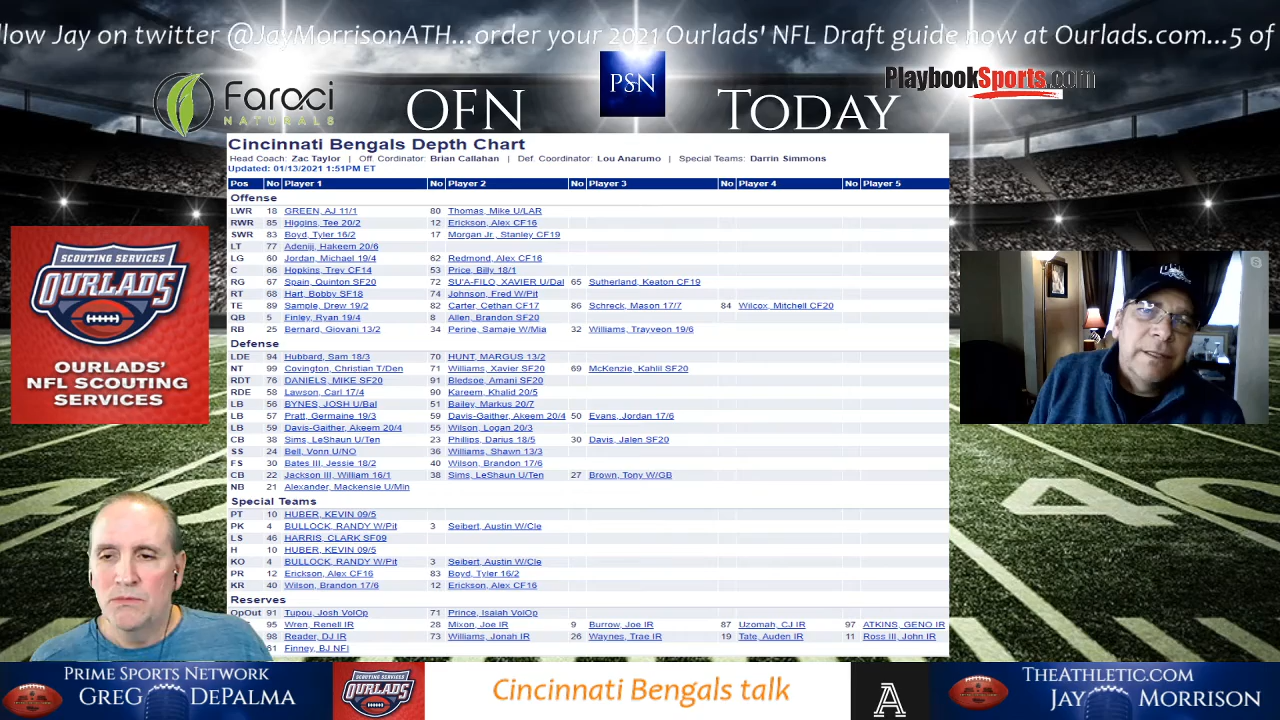 llow Jay on twitter @JayMorrisonATH...order your 2021 Ourlads' NFL Draft guide now at Ourlads.com...5 of
Faroci
NATURALS
OFN
PSN
TODAY
PlaybookSports.com
Cincinnati Bengals Depth Chart
Head Coach: Zac Taylor | Off. Cordinator: Brian Callahan | Def. Coordinator: Lou Anarumo | Special Teams: Darrin Simmons
Updated: 01/13/2021 1:51PM ET
Pos No Player 1 No Player 2 No Player 3 No Player 4 No Player 5
Offense
LWR 18 GREEN, AJ 11/1 80 Thomas, Mike U/LAR
RWR 85 Higgins, Tee 20/2 12 Erickson, Alex CF16
SWR 83 Boyd, Tyler 16/2 17 Morgan Jr., Stanley CF19
LT 77 Adeniji, Hakeem 20/6
LG 60 Jordan, Michael 19/4 62 Redmond, Alex CF16
C 66 Hopkins, Trey CF14 53 Price, Billy 18/1
RG 67 Spain, Quinton SF20 72 SU'A-FILO, XAVIER U/Dal 65 Sutherland, Keaton CF19
RT 68 Hart, Bobby SF18 74 Johnson, Fred W/Pit
TE 89 Sample, Drew 19/2 82 Carter, Cethan CF17 86 Schreck, Mason 17/7 84 Wilcox, Mitchell CF20
QB 5 Finley, Ryan 19/4 8 Allen, Brandon SF20
RB 25 Bernard, Giovani 13/2 34 Perine, Samaje W/Mia 32 Williams, Trayveon 19/6
Defense
LDE 94 Hubbard, Sam 18/3 70 HUNT, MARGUS 13/2
NT 99 Covington, Christian T/Den 71 Williams, Xavier SF20 69 McKenzie, Kahlil SF20
RDT 76 DANIELS, MIKE SF20 91 Bledsoe, Amani SF20
RDE 58 Lawson, Carl 17/4 90 Kareem, Khalid 20/5
LB 56 BYNES, JOSH U/Bal 51 Bailey, Markus 20/7
LB 57 Pratt, Germaine 19/3 59 Davis-Gaither, Akeem 20/4 50 Evans, Jordan 17/6
LB 59 Davis-Gaither, Akeem 20/4 55 Wilson, Logan 20/3
CB 38 Sims, LeShaun U/Ten 23 Phillips, Darius 18/5 30 Davis, Jalen SF20
SS 24 Bell, Vonn U/NO 36 Williams, Shawn 13/3
FS 30 Bates III, Jessie 18/2 40 Wilson, Brandon 17/6
CB 22 Jackson III, William 16/1 38 Sims, LeShaun U/Ten 27 Brown, Tony W/GB
NB 21 Alexander, Mackensie U/Min
Special Teams
PT 10 HUBER, KEVIN 09/5
PK 4 BULLOCK, RANDY W/Pit 3 Seibert, Austin W/Cle
LS 46 HARRIS, CLARK SF09
H 10 HUBER, KEVIN 09/5
KO 4 BULLOCK, RANDY W/Pit 3 Seibert, Austin W/Cle
PR 12 Erickson, Alex CF16 83 Boyd, Tyler 16/2
KR 40 Wilson, Brandon 17/6 12 Erickson, Alex CF16
Reserves
OpOut 91 Tupou, Josh VolOp 71 Prince, Isaiah VolOp
95 Wren, Renell IR 28 Mixon, Joe IR 9 Burrow, Joe IR 87 Uzomah, CJ IR 97 ATKINS, GENO IR
98 Reader, DJ IR 73 Williams, Jonah IR 26 Waynes, Trae IR 19 Tate, Auden IR 11 Ross III, John IR
61 Finney, BJ NFI
SCOUTING SERVICES
OURLADS
OURLADS'
NFL SCOUTING
SERVICES
PRIME SPORTS NETWORK
GREG DEPALMA
SCOUTING SERVICES
OURLADS
Cincinnati Bengals talk
A
THEATHLETIC.COM
JAY MORRISON